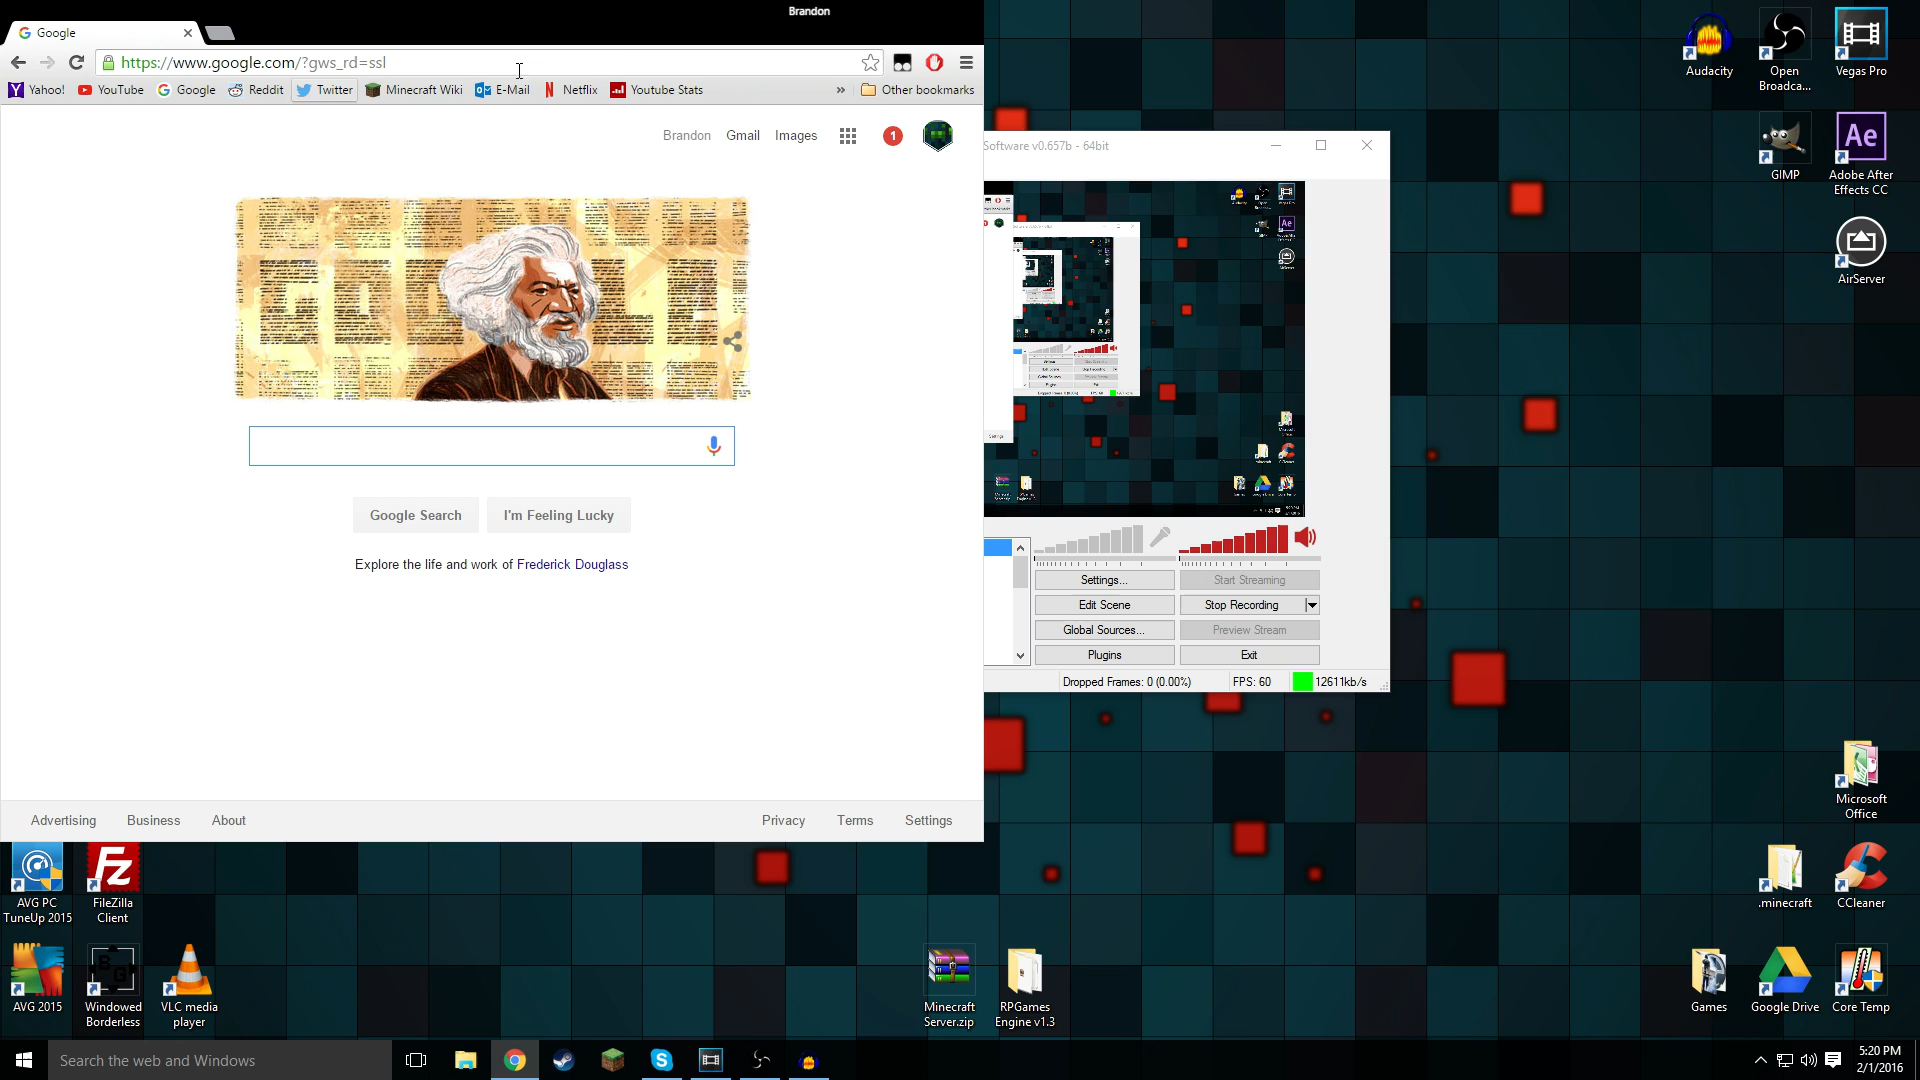 Brandon
Google
https://www.google.com/?gws_rd=ssl
Yahoo!
YouTube
Google
Reddit
Twitter
Minecraft Wiki
E-Mail
Netflix
Youtube Stats
»
Other bookmarks
Brandon
Gmail
Images
1
Google Search
I'm Feeling Lucky
Explore the life and work of Frederick Douglass
Advertising
Business
About
Privacy
Terms
Settings
Software v0.657b - 64bit
Settings...
Start Streaming
Edit Scene
Stop Recording
Global Sources...
Preview Stream
Plugins
Exit
Dropped Frames: 0 (0.00%)
FPS: 60
12611kb/s
Audacity
Open
Broadca...
Vegas Pro
GIMP
Ae
Adobe After
Effects CC
AirServer
Microsoft
Office
.minecraft
CCleaner
Games
Google Drive
Core Temp
AVG PC
TuneUp 2015
Fz
FileZilla
Client
AVG 2015
BG
Windowed
Borderless
VLC media
player
Minecraft
Server.zip
RPGames
Engine v1.3
Search the web and Windows
5:20 PM
2/1/2016